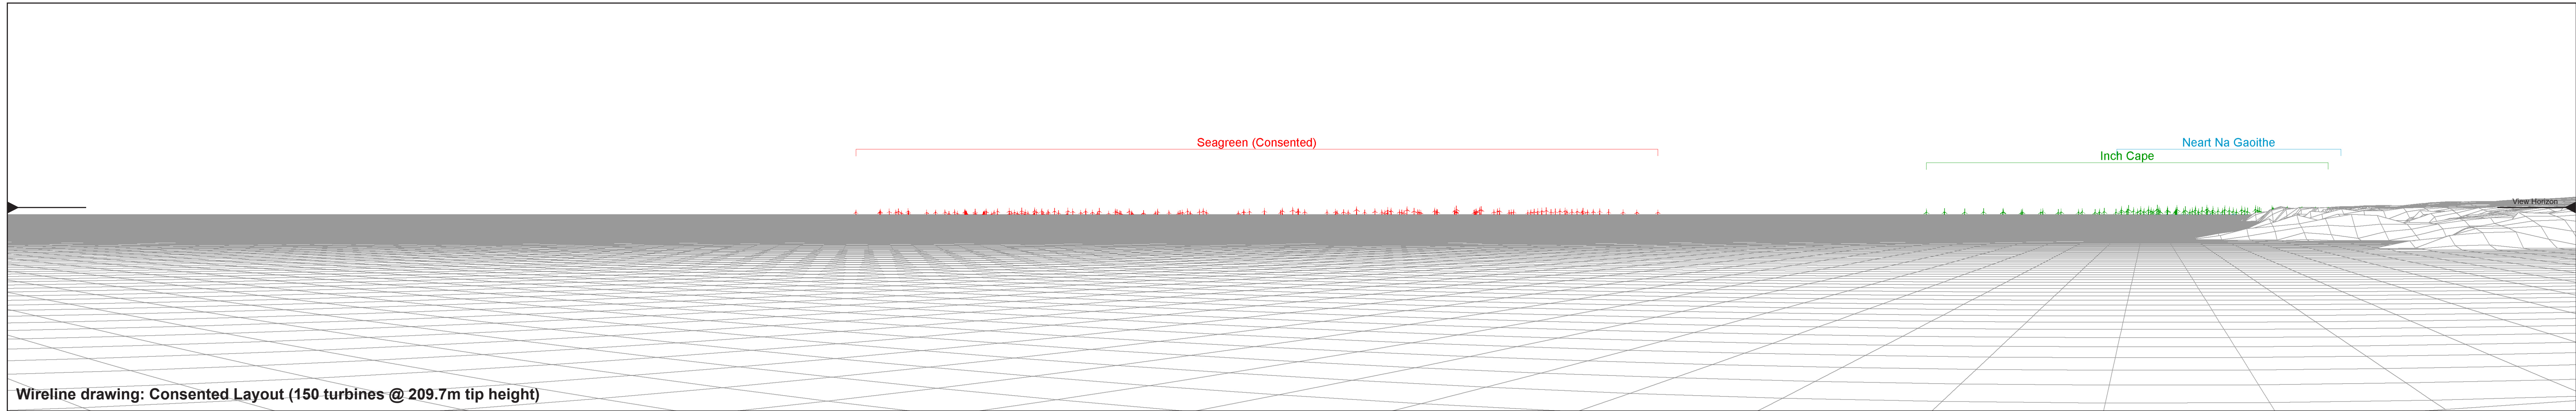 Seagreen (Consented)
Neart Na Gaoithe
Inch Cape
View Horizon
Wireline drawing: Consented Layout (150 turbines @ 209.7m tip height)